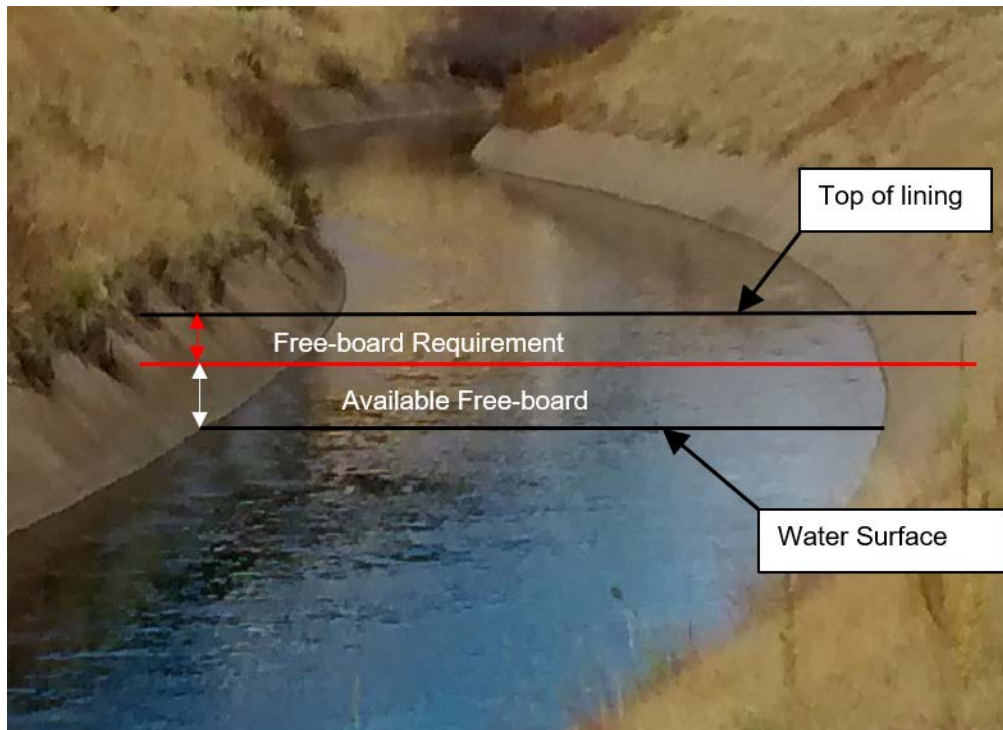 Top of lining
Free-board Requirement
Available Free-board
Water Surface